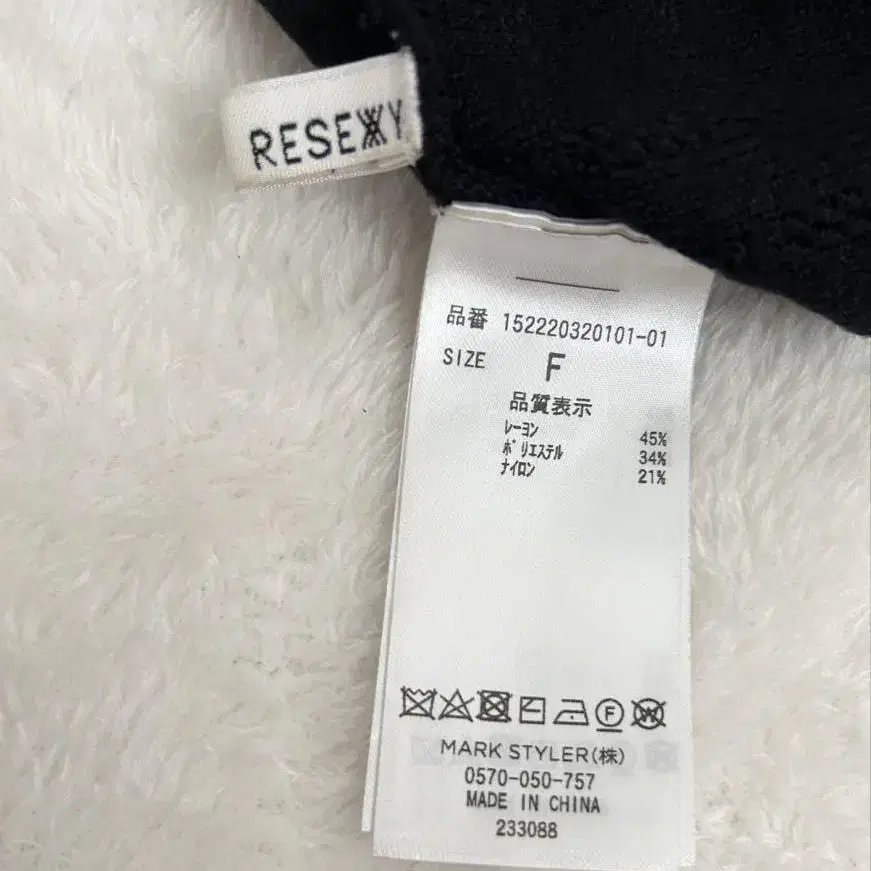 RESEXXY
品番 152220320101-01
SIZE F
品質表示
レーヨン 45%
ポリエステル 34%
ナイロン 21%
F W
MARK STYLER(株)
0570-050-757
MADE IN CHINA
233088